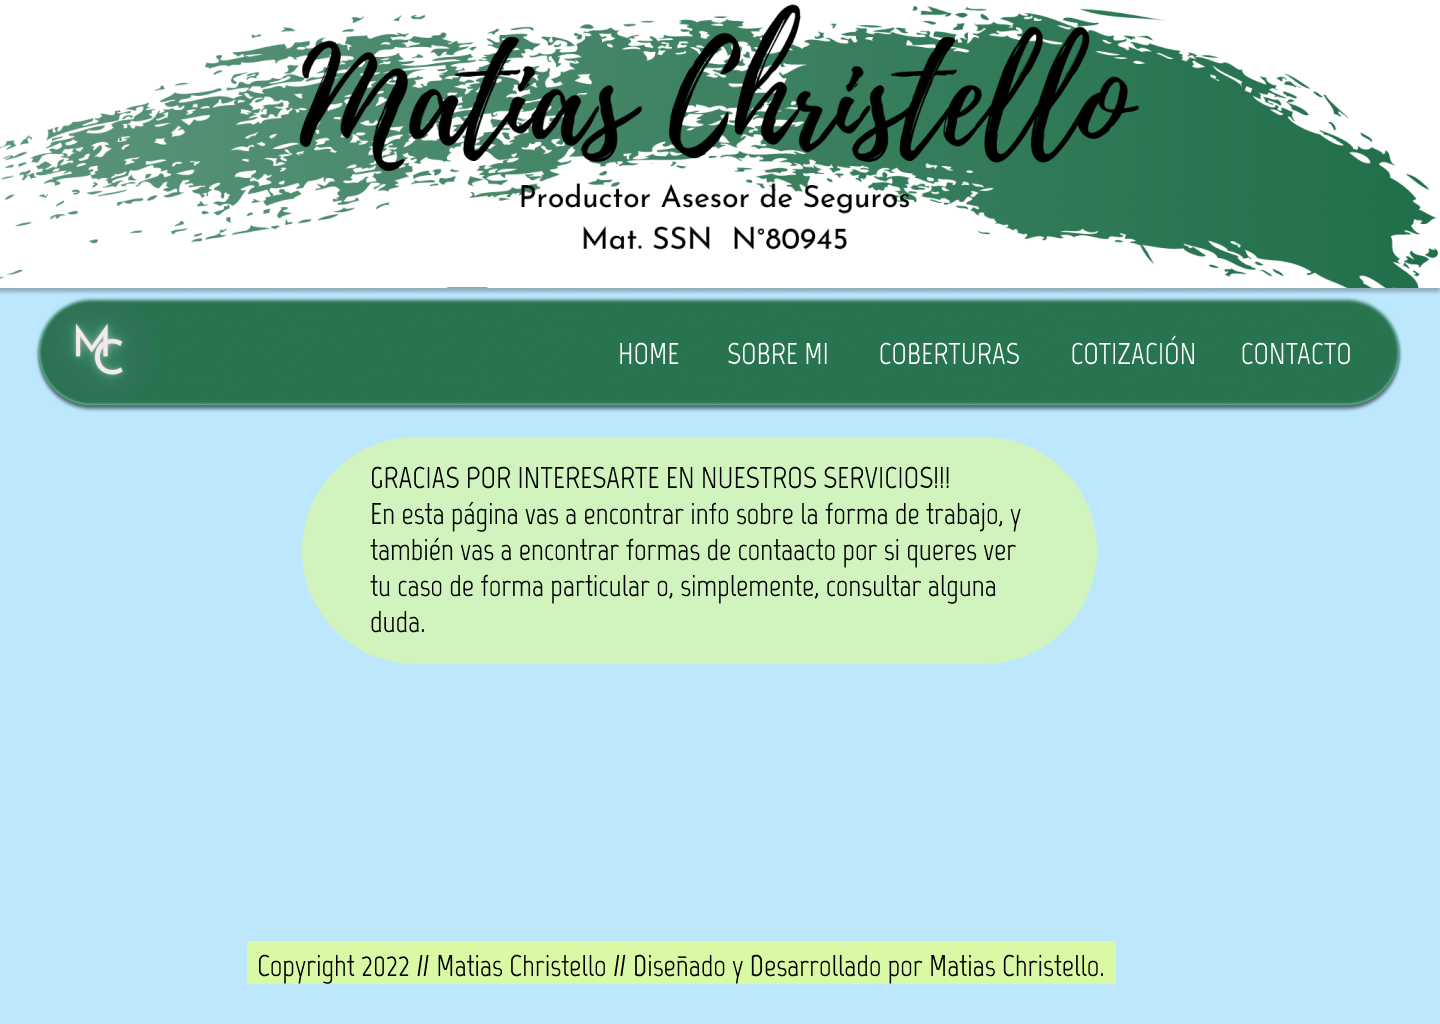 Matias Christello
Productor Asesor de Seguros
Mat. SSN N°80945
MC
HOME SOBRE MI COBERTURAS COTIZACIÓN CONTACTO
GRACIAS POR INTERESARTE EN NUESTROS SERVICIOS!!!
En esta página vas a encontrar info sobre la forma de trabajo, y
también vas a encontrar formas de contaacto por si queres ver
tu caso de forma particular o, simplemente, consultar alguna
duda.
Copyright 2022 // Matias Christello // Diseñado y Desarrollado por Matias Christello.